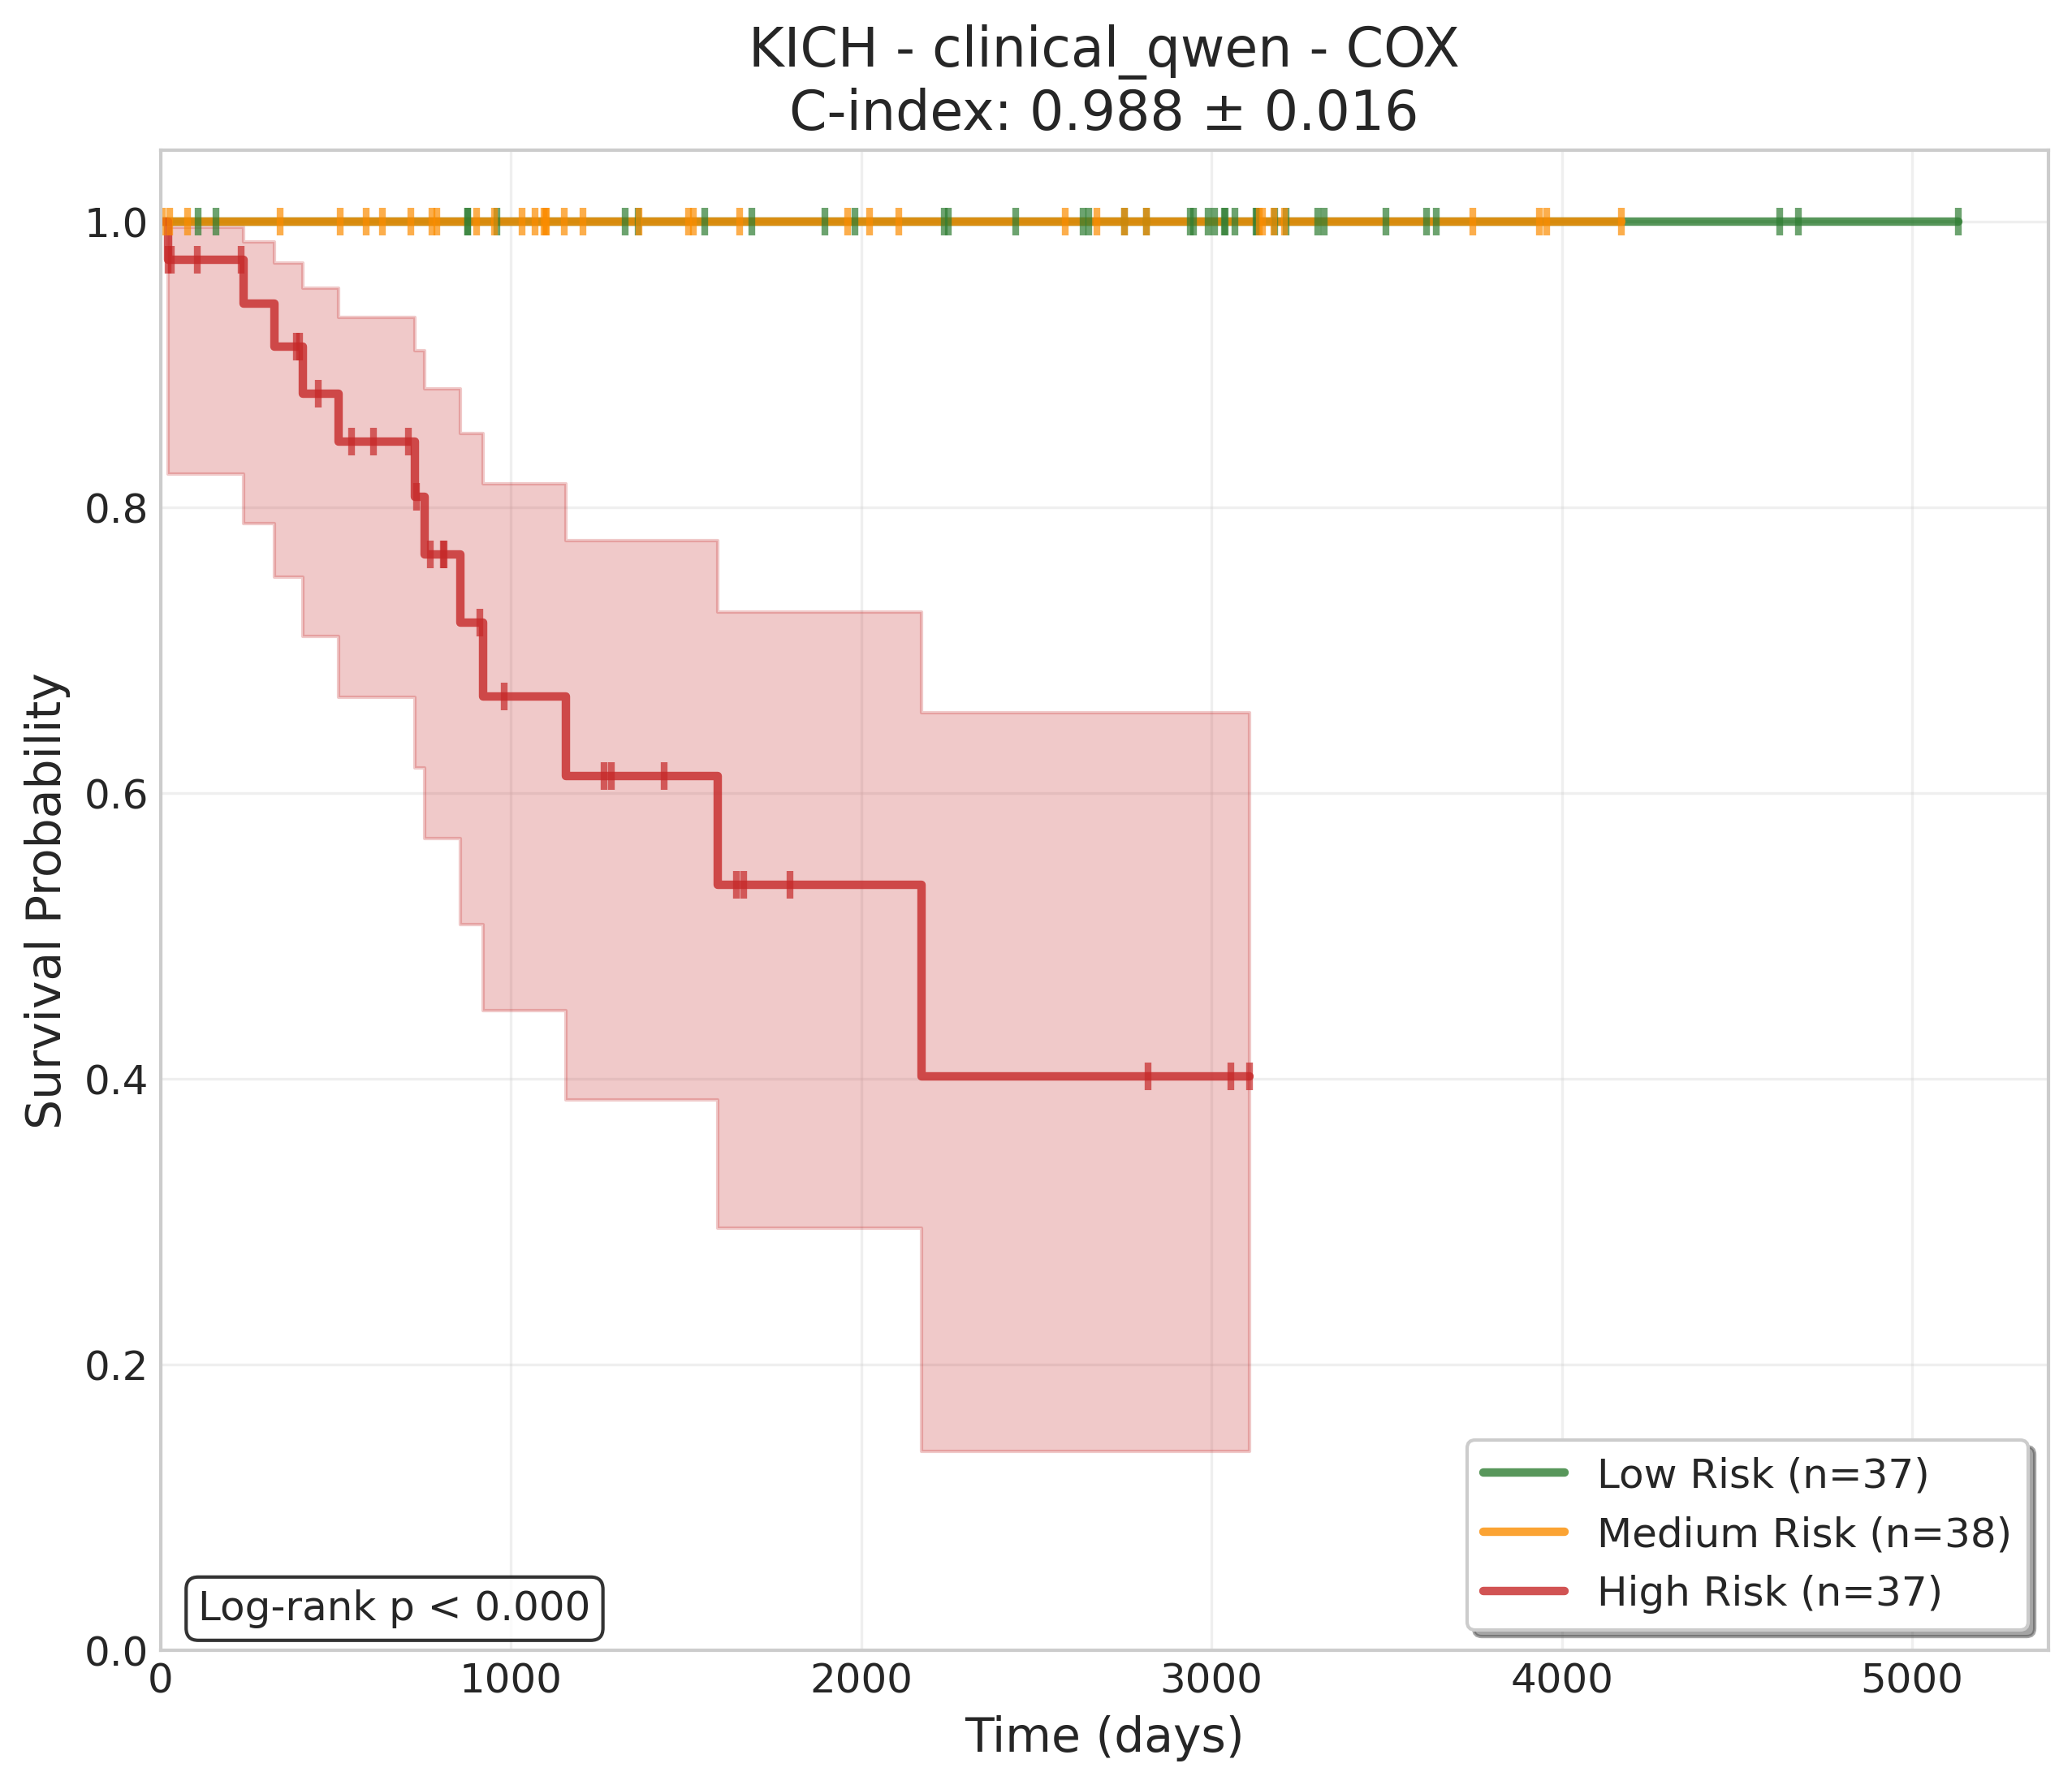 KICH - clinical_qwen - COX
C-index: 0.988 ± 0.016
Survival Probability
1.0
0.8
0.6
0.4
0.2
0.0
0
1000
2000
3000
4000
5000
Time (days)
Log-rank p < 0.000
Low Risk (n=37)
Medium Risk (n=38)
High Risk (n=37)